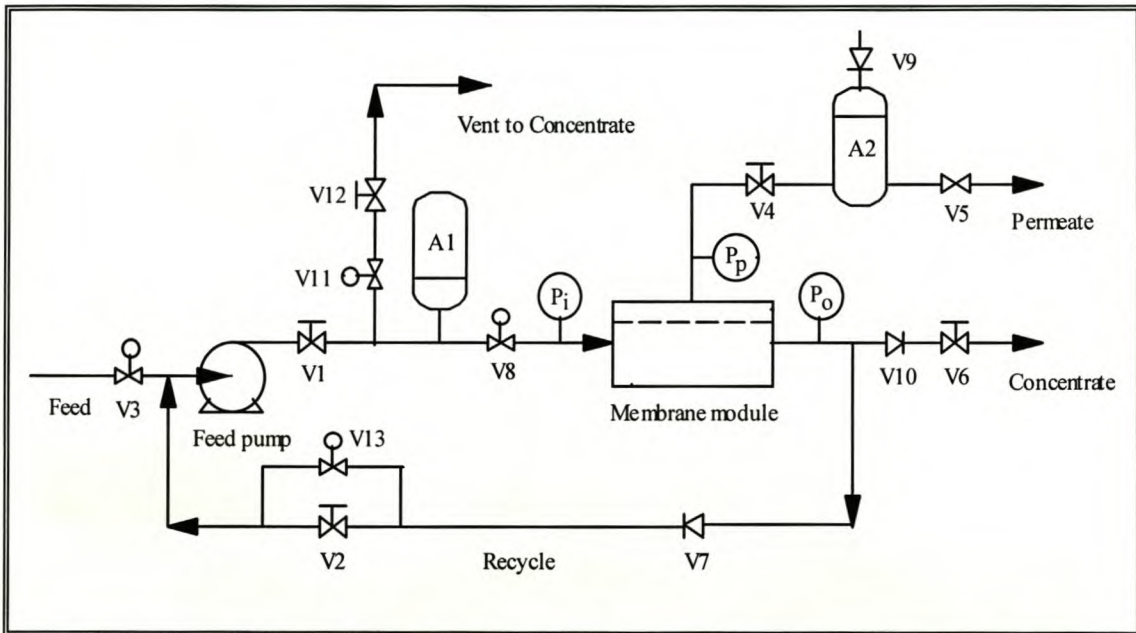 V9
Vent to Concentrate
A2
V12
A1
V4
V5
Permeate
Pp
V11
Pi
Po
V1
V8
V10
V6
Concentrate
Feed
V3
Membrane module
Feed pump
V13
V2
Recycle
V7